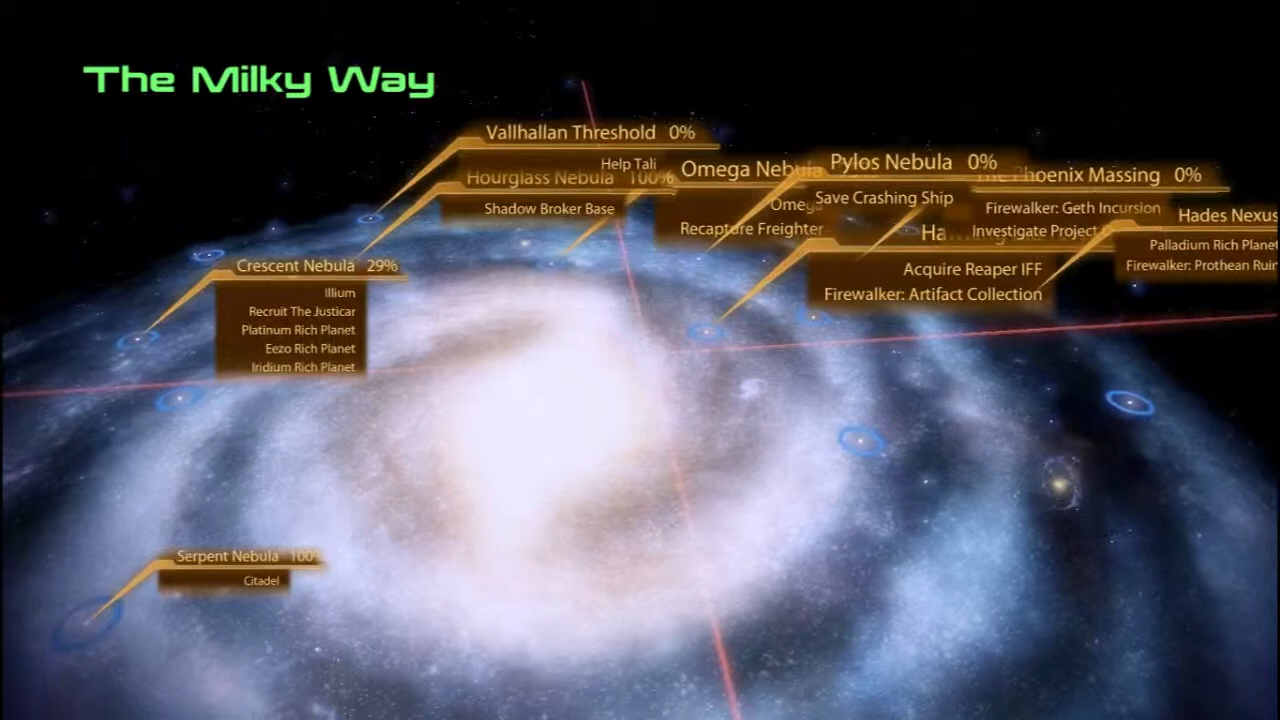 The Milky Way
Vallhallan Threshold 0%
Help Tali
Hourglass Nebula 100%
Shadow Broker Base
Omega Nebula
Omega
Recapture Freighter
Pylos Nebula 0%
Save Crashing Ship
Phoenix Massing 0%
Firewalker: Geth Incursion
Investigate Project
Hades Nexus
Palladium Rich Planet
Firewalker: Prothean Ruin
Acquire Reaper IFF
Firewalker: Artifact Collection
Crescent Nebula 29%
Illium
Recruit The Justicar
Platinum Rich Planet
Eezo Rich Planet
Iridium Rich Planet
Serpent Nebula 100%
Citadel